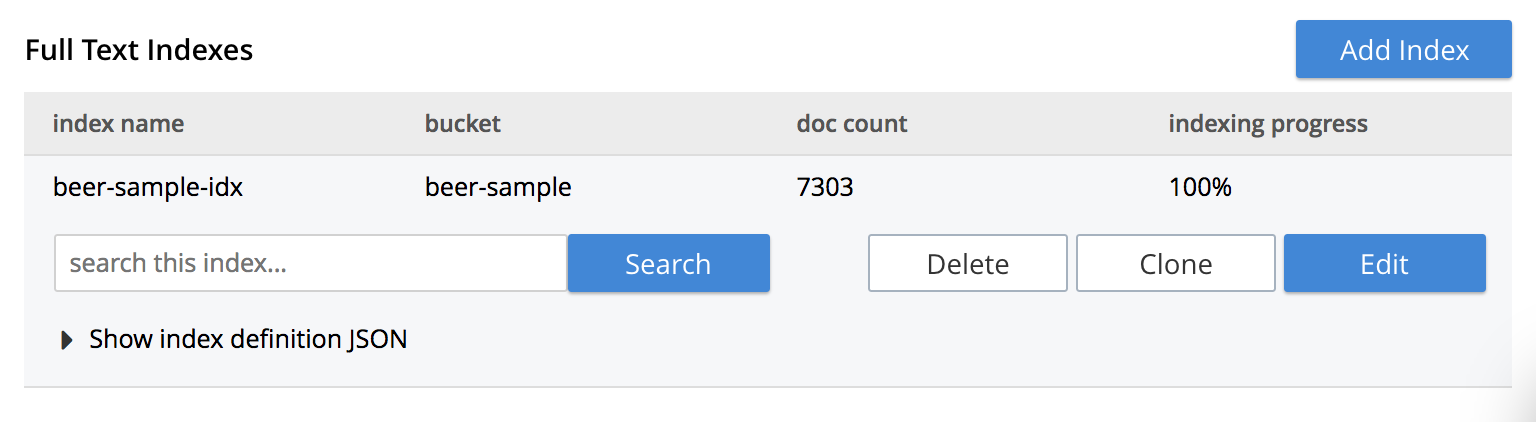 Full Text Indexes
Add Index
index name bucket doc count indexing progress
beer-sample-idx beer-sample 7303 100%
search this index... Search Delete Clone Edit
Show index definition JSON